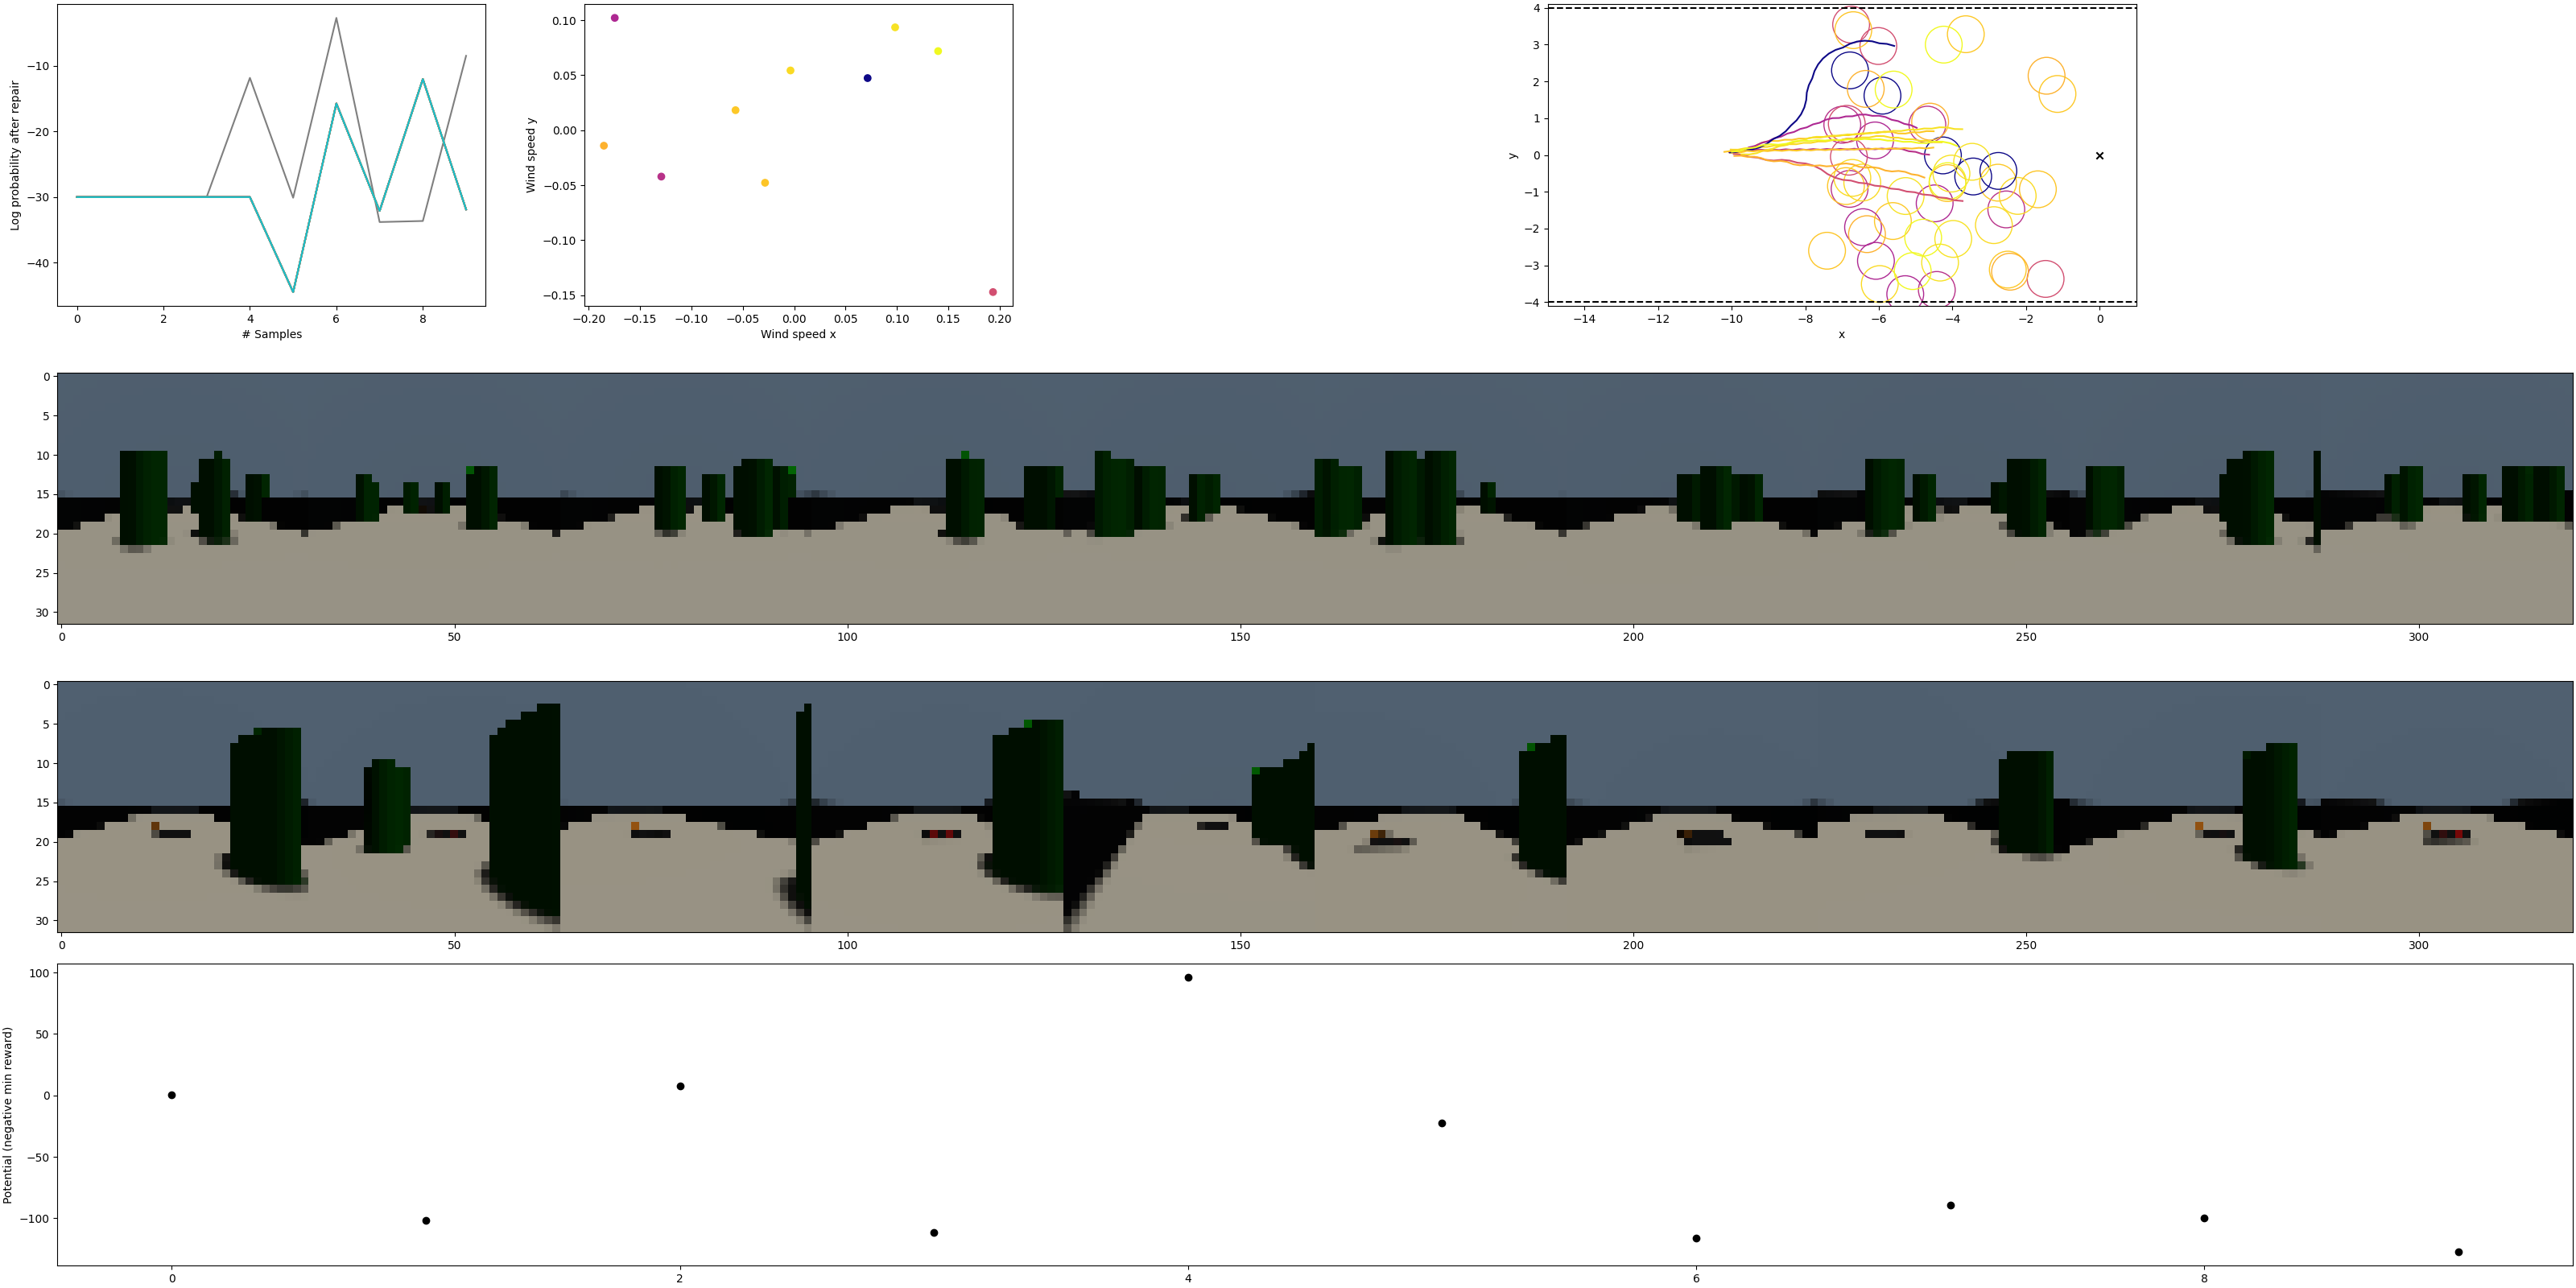 Log probability after repair
−10
−20
−30
−40
0 2 4 6 8
# Samples
Wind speed y
0.10
0.05
0.00
−0.05
−0.10
−0.15
−0.20 −0.15 −0.10 −0.05 0.00 0.05 0.10 0.15 0.20
Wind speed x
y
4
3
2
1
0
−1
−2
−3
−4
−14 −12 −10 −8 −6 −4 −2 0
x
0
5
10
15
20
25
30
0 50 100 150 200 250 300
0
5
10
15
20
25
30
0 50 100 150 200 250 300
Potential (negative min reward)
100
50
0
−50
−100
0 2 4 6 8